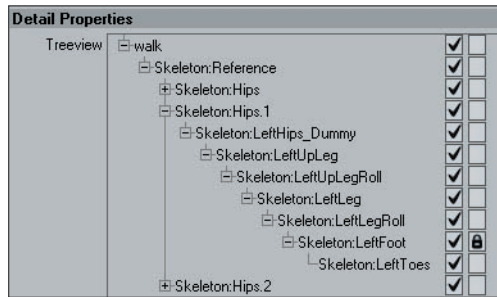 Detail Properties
Treeview walk
Skeleton:Reference
Skeleton:Hips
Skeleton:Hips.1
Skeleton:LeftHips_Dummy
Skeleton:LeftUpLeg
Skeleton:LeftUpLegRoll
Skeleton:LeftLeg
Skeleton:LeftLegRoll
Skeleton:LeftFoot
Skeleton:LeftToes
Skeleton:Hips.2